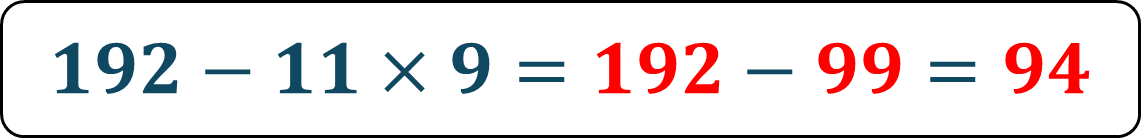 192 − 11 × 9 = 192 − 99 = 94